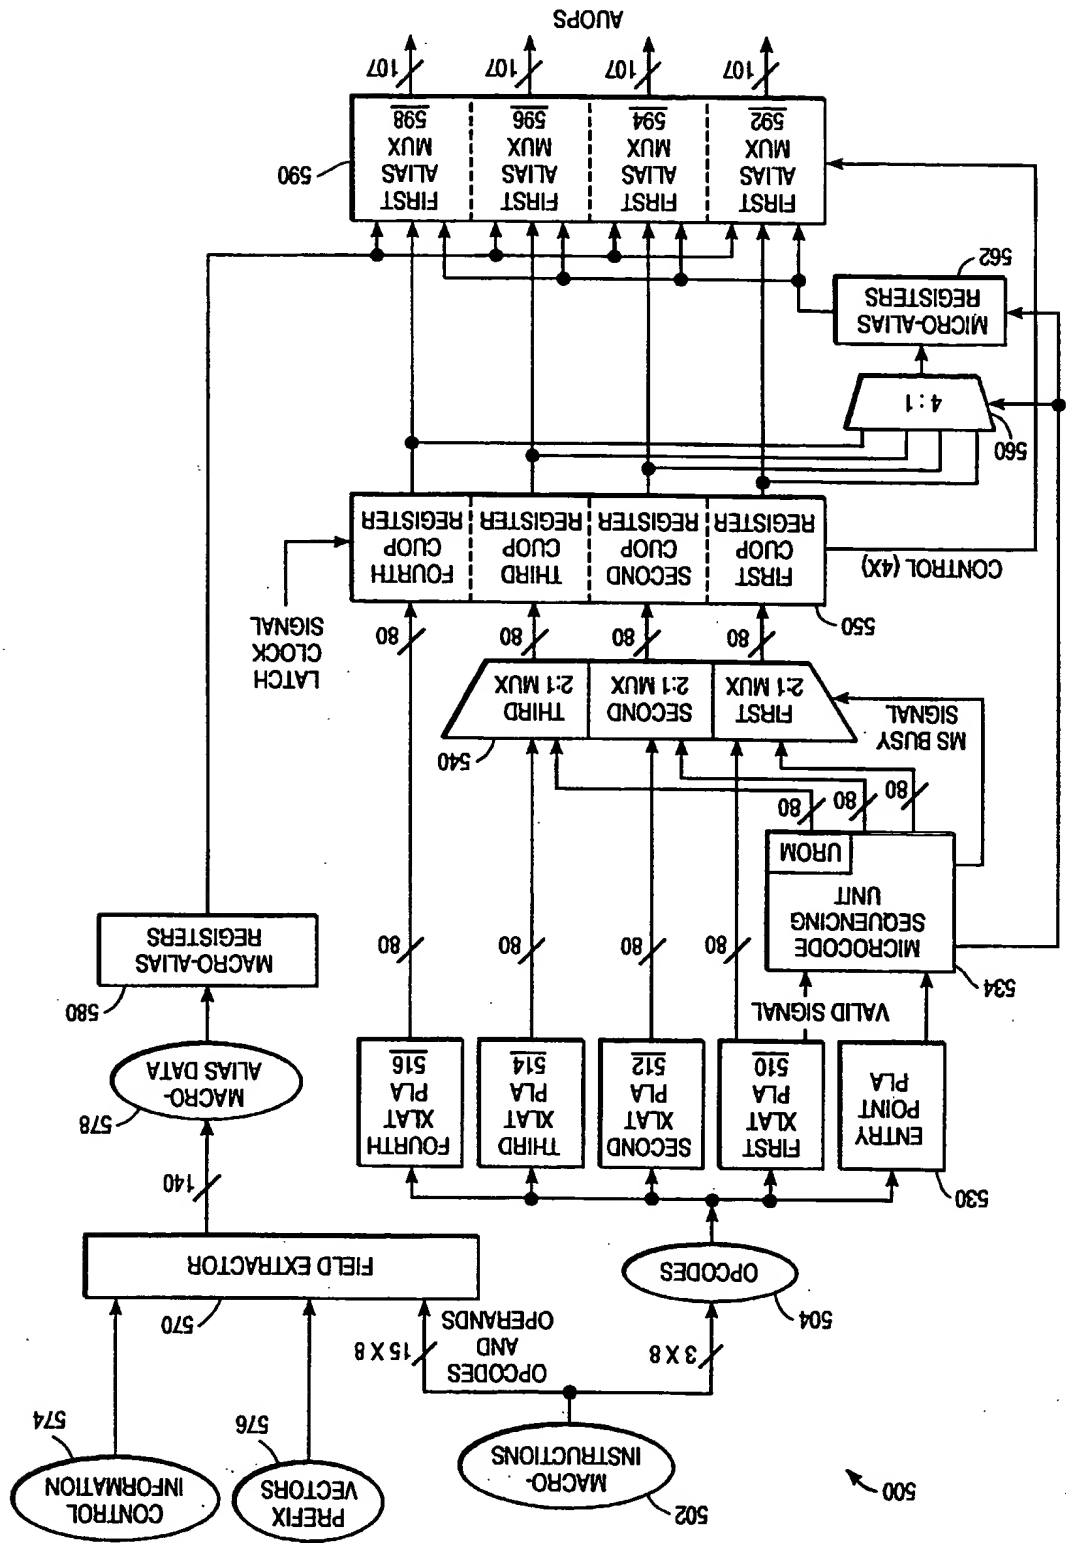 500
502
MACRO-
INSTRUCTIONS
576
PREFIX
VECTORS
574
CONTROL
INFORMATION
3 X 8
15 X 8
OPCODES
AND
OPERANDS
504
OPCODES
570
FIELD EXTRACTOR
140
530
ENTRY
POINT
PLA
FIRST
XLAT
PLA
510
SECOND
XLAT
PLA
512
THIRD
XLAT
PLA
514
FOURTH
XLAT
PLA
516
578
MACRO-
ALIAS DATA
VALID SIGNAL
580
MACRO-ALIAS
REGISTERS
534
MICROCODE
SEQUENCING
UNIT
UROM
80
80
80
80
80
80
80
MS BUSY
SIGNAL
540
FIRST
2:1 MUX
SECOND
2:1 MUX
THIRD
2:1 MUX
80
80
80
80
LATCH
CLOCK
SIGNAL
550
FIRST
CUOP
REGISTER
SECOND
CUOP
REGISTER
THIRD
CUOP
REGISTER
FOURTH
CUOP
REGISTER
CONTROL (4X)
560
4 : 1
562
MICRO-ALIAS
REGISTERS
590
FIRST
ALIAS
MUX
592
FIRST
ALIAS
MUX
594
FIRST
ALIAS
MUX
596
FIRST
ALIAS
MUX
598
107
107
107
107
AUOPS